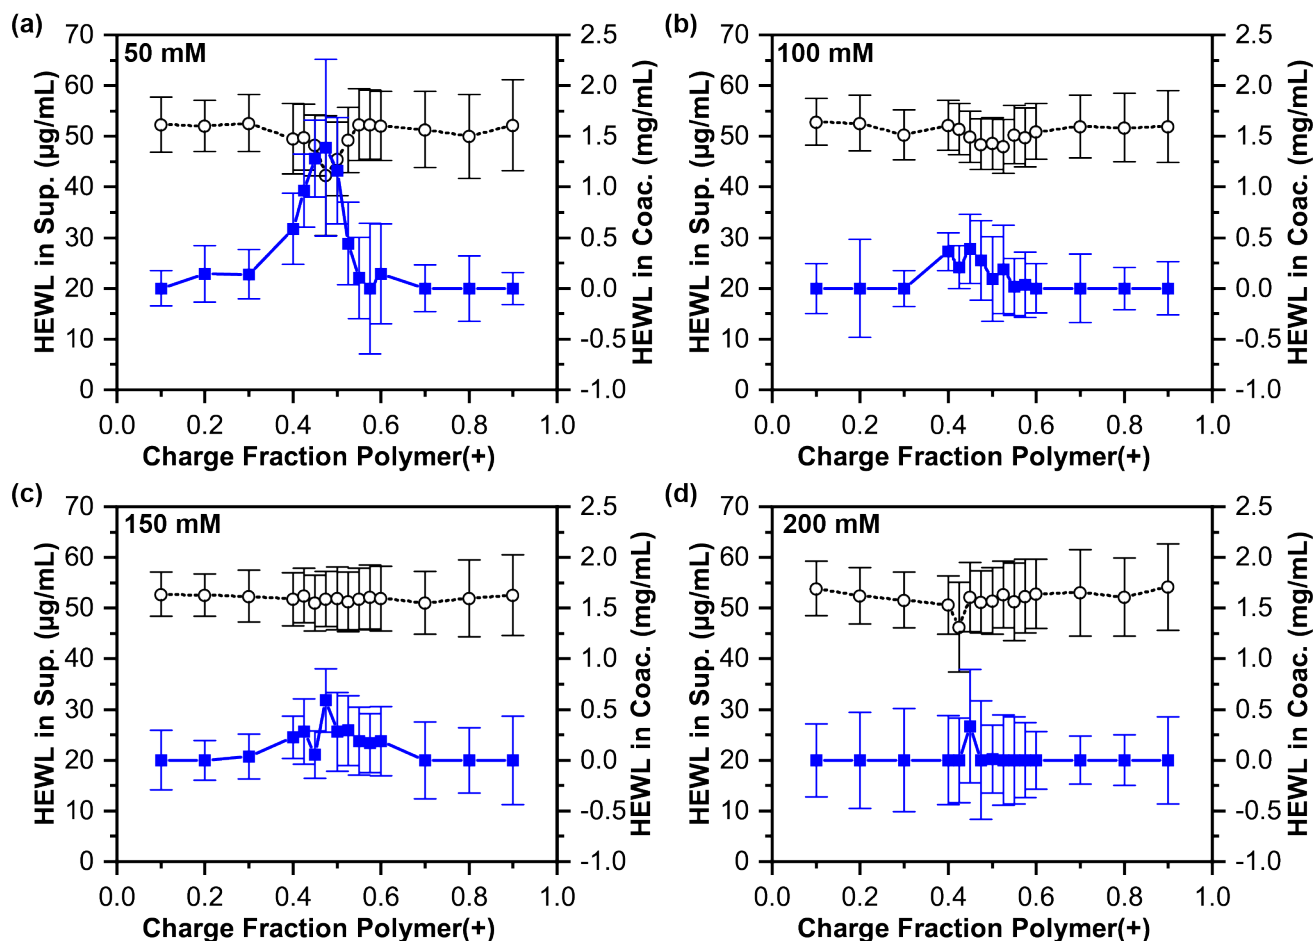 (a)
50 mM
70
60
50
40
30
20
10
0
HEWL in Sup. (µg/mL)
2.5
2.0
1.5
1.0
0.5
0.0
-0.5
-1.0
HEWL in Coac. (mg/mL)
0.0 0.2 0.4 0.6 0.8 1.0
Charge Fraction Polymer(+)
(b)
100 mM
70
60
50
40
30
20
10
0
HEWL in Sup. (µg/mL)
2.5
2.0
1.5
1.0
0.5
0.0
-0.5
-1.0
HEWL in Coac. (mg/mL)
0.0 0.2 0.4 0.6 0.8 1.0
Charge Fraction Polymer(+)
(c)
150 mM
70
60
50
40
30
20
10
0
HEWL in Sup. (µg/mL)
2.5
2.0
1.5
1.0
0.5
0.0
-0.5
-1.0
HEWL in Coac. (mg/mL)
0.0 0.2 0.4 0.6 0.8 1.0
Charge Fraction Polymer(+)
(d)
200 mM
70
60
50
40
30
20
10
0
HEWL in Sup. (µg/mL)
2.5
2.0
1.5
1.0
0.5
0.0
-0.5
-1.0
HEWL in Coac. (mg/mL)
0.0 0.2 0.4 0.6 0.8 1.0
Charge Fraction Polymer(+)